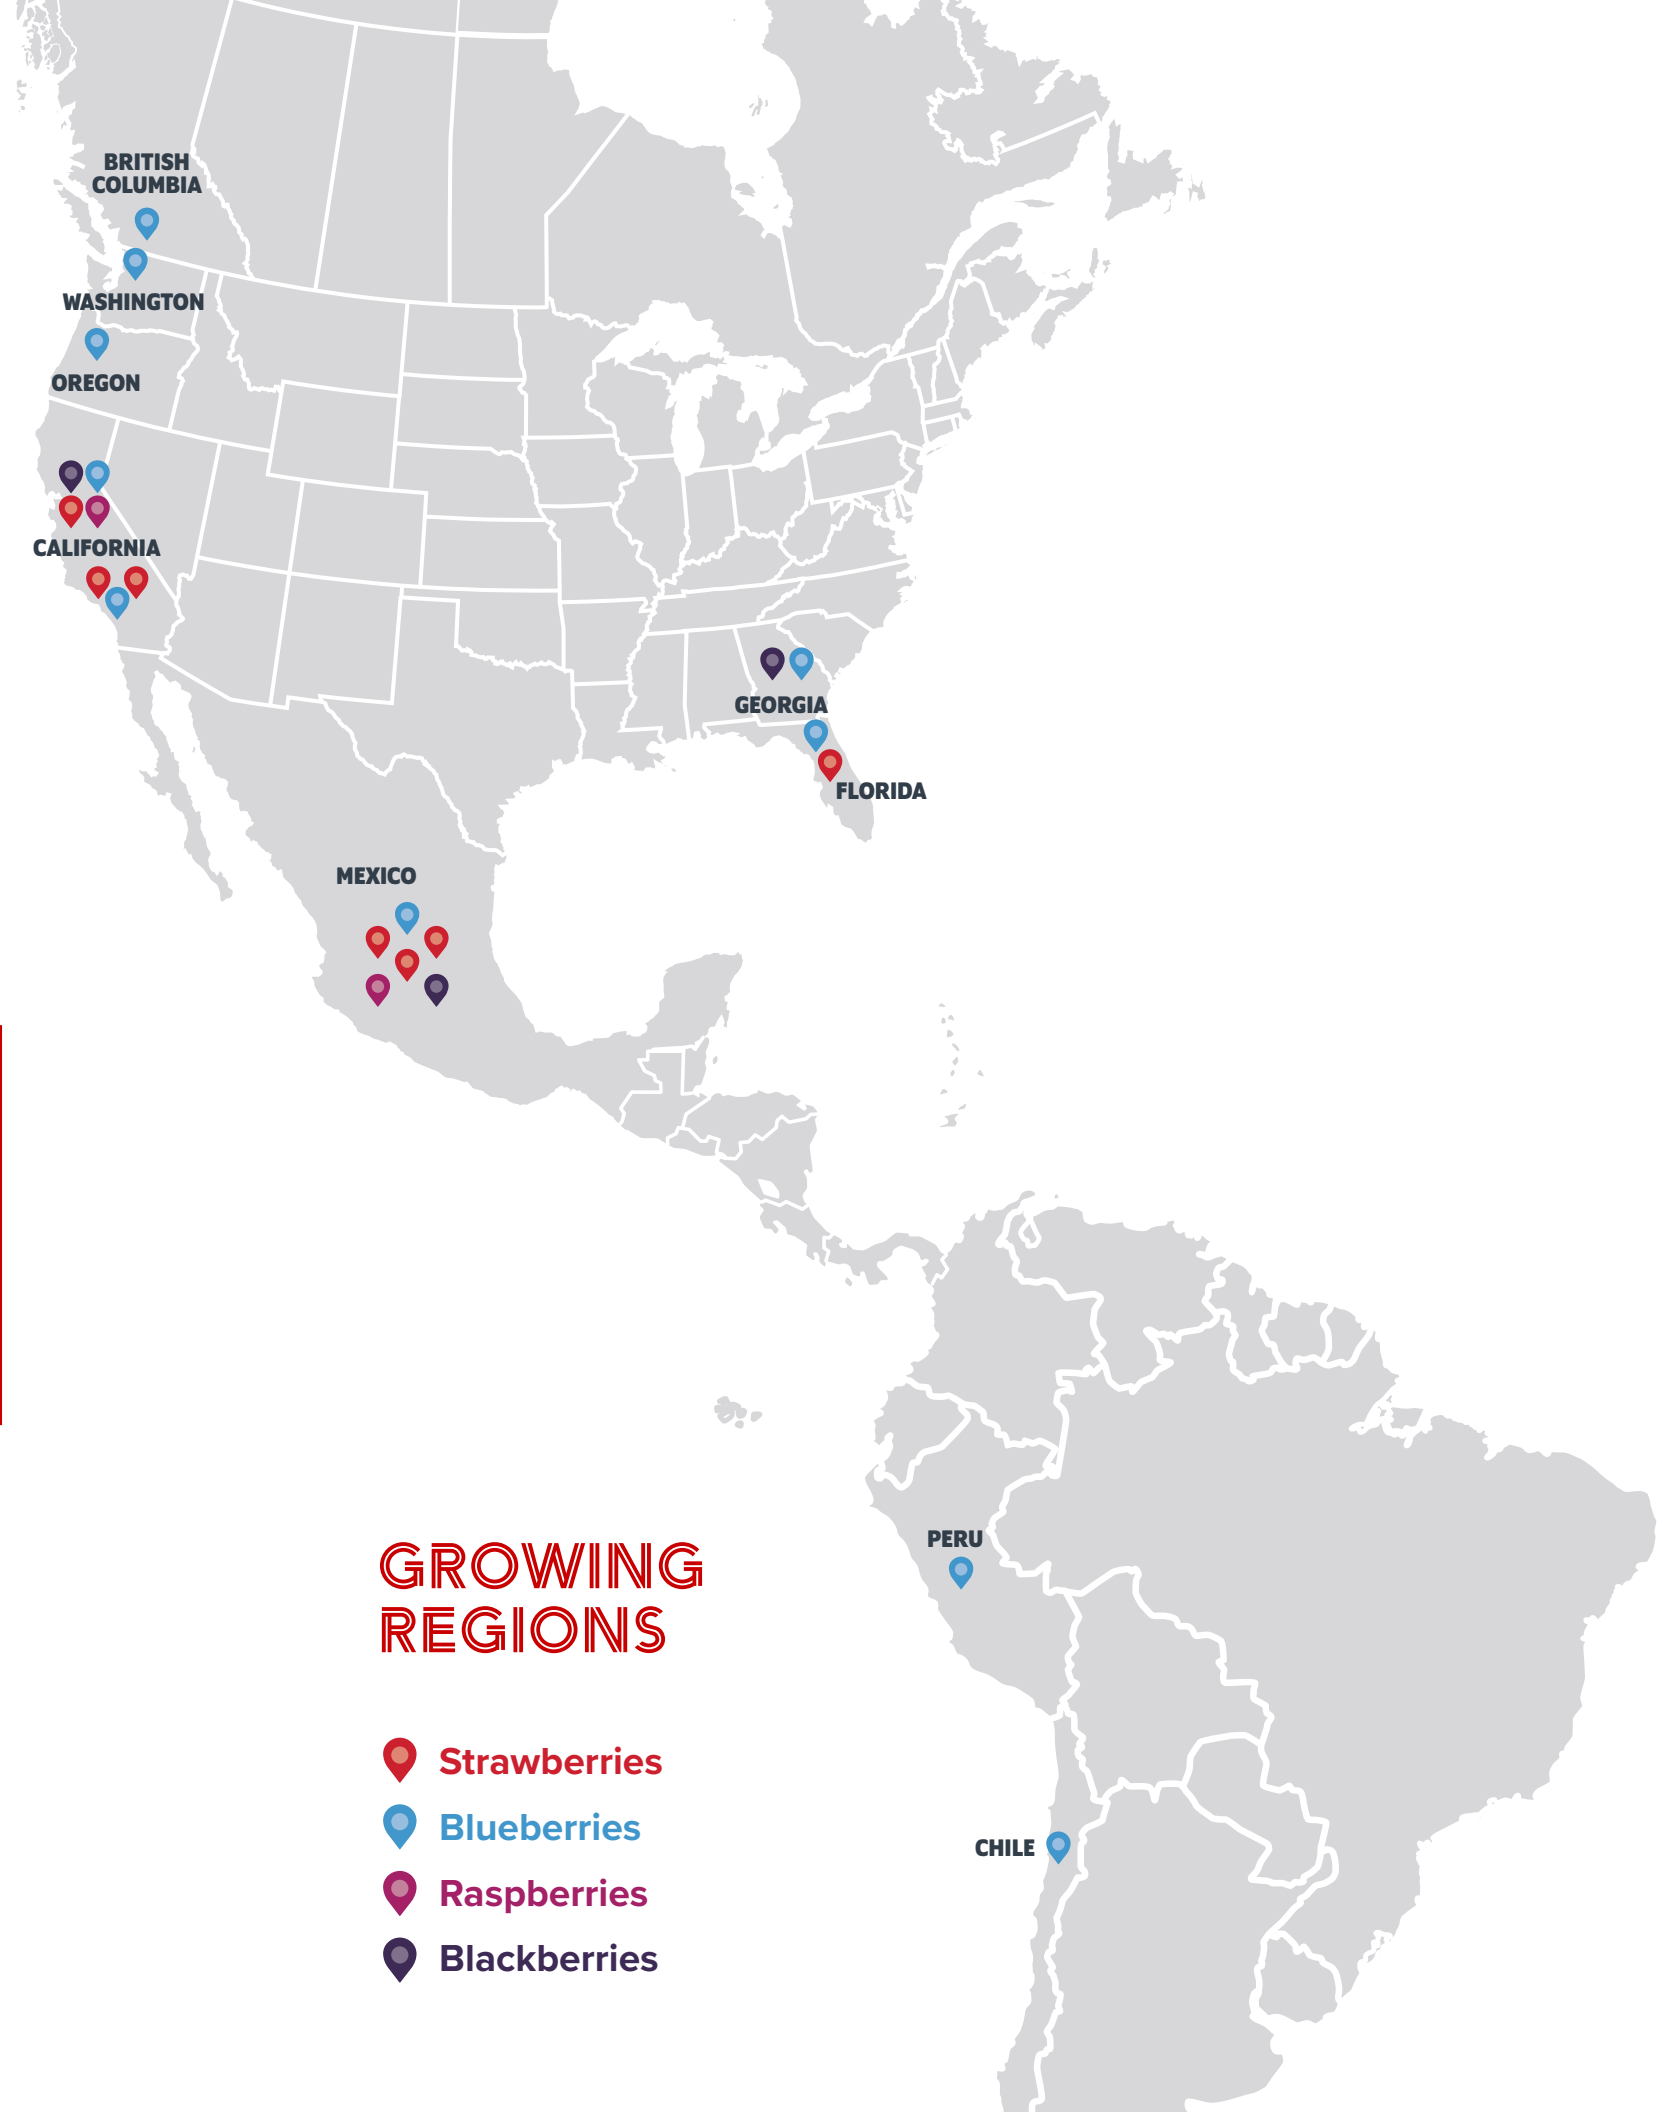 BRITISH
COLUMBIA
WASHINGTON
OREGON
CALIFORNIA
GEORGIA
FLORIDA
MEXICO
PERU
CHILE
GROWING
REGIONS
Strawberries
Blueberries
Raspberries
Blackberries